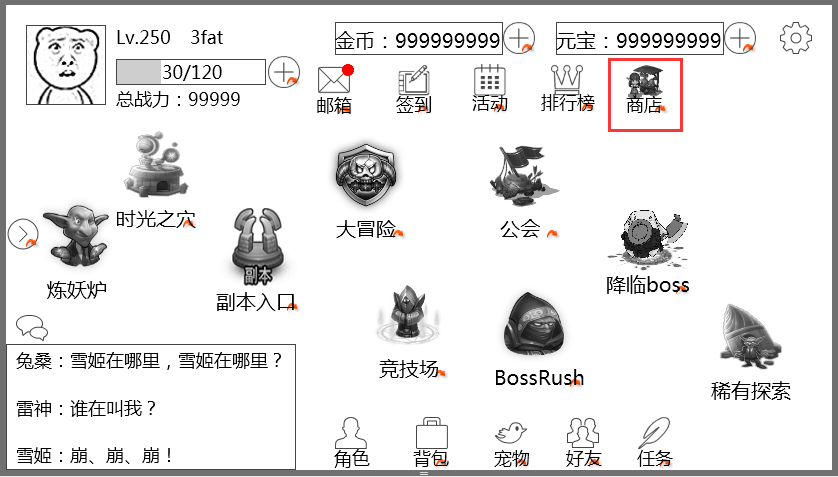 Lv.250 3fat
金币：999999999
元宝：999999999
30/120
总战力：99999
邮箱
签到
活动
排行榜
商店
时光之穴
大冒险
公会
炼妖炉
副本
副本入口
降临boss
竞技场
BossRush
稀有探索
兔桑：雪姬在哪里，雪姬在哪里？
雷神：谁在叫我？
雪姬：崩、崩、崩！
角色
背包
宠物
好友
任务